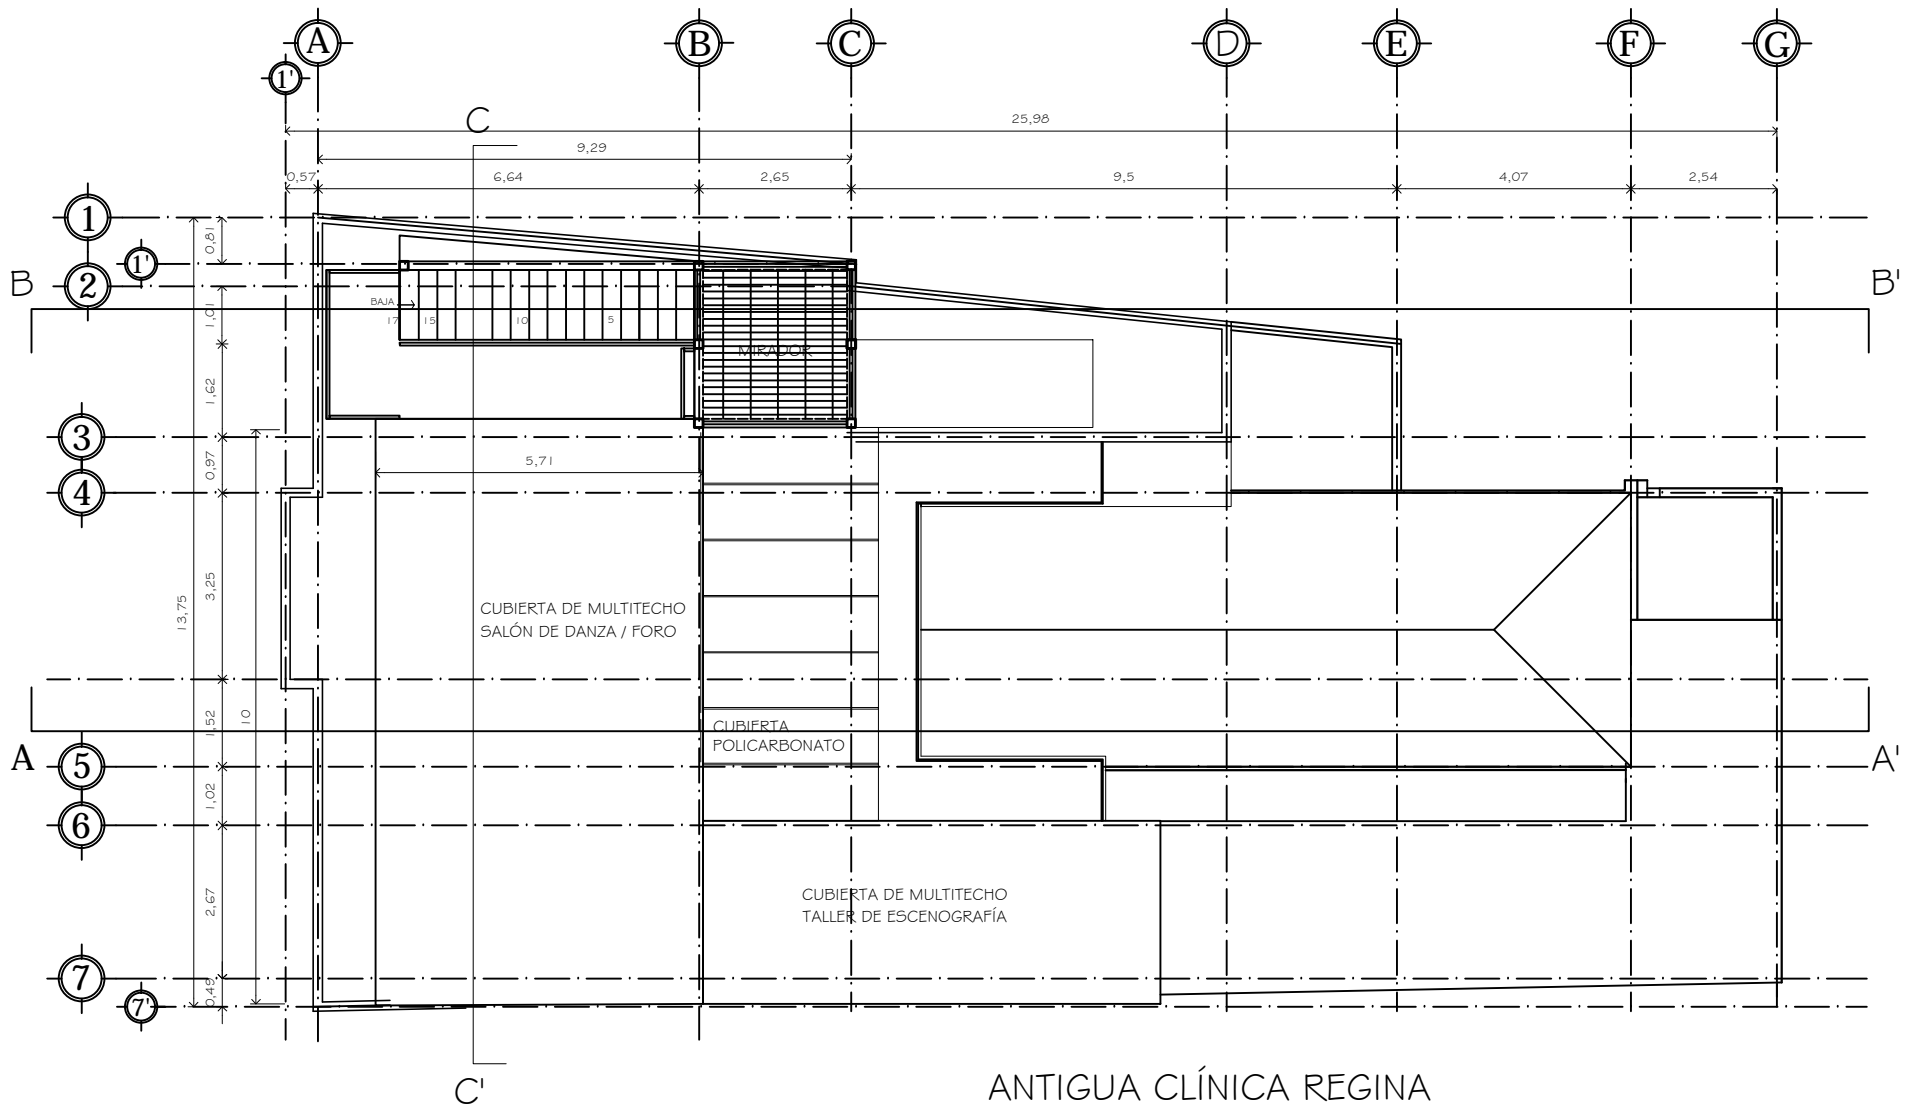 A
B
C
D
E
F
G
1'
C
25,98
9,29
0,57
6,64
2,65
9,5
4,07
2,54
1
0,81
1'
B
2
B'
BAJA
17
15
10
5
1,01
MIRADOR
1,62
3
0,97
5,71
4
3,25
13,75
CUBIERTA DE MULTITECHO
SALÓN DE DANZA / FORO
10
1,52
CUBIERTA
POLICARBONATO
A
5
A'
1,02
6
2,67
CUBIERTA DE MULTITECHO
TALLER DE ESCENOGRAFÍA
7
0,49
7'
C'
ANTIGUA CLÍNICA REGINA